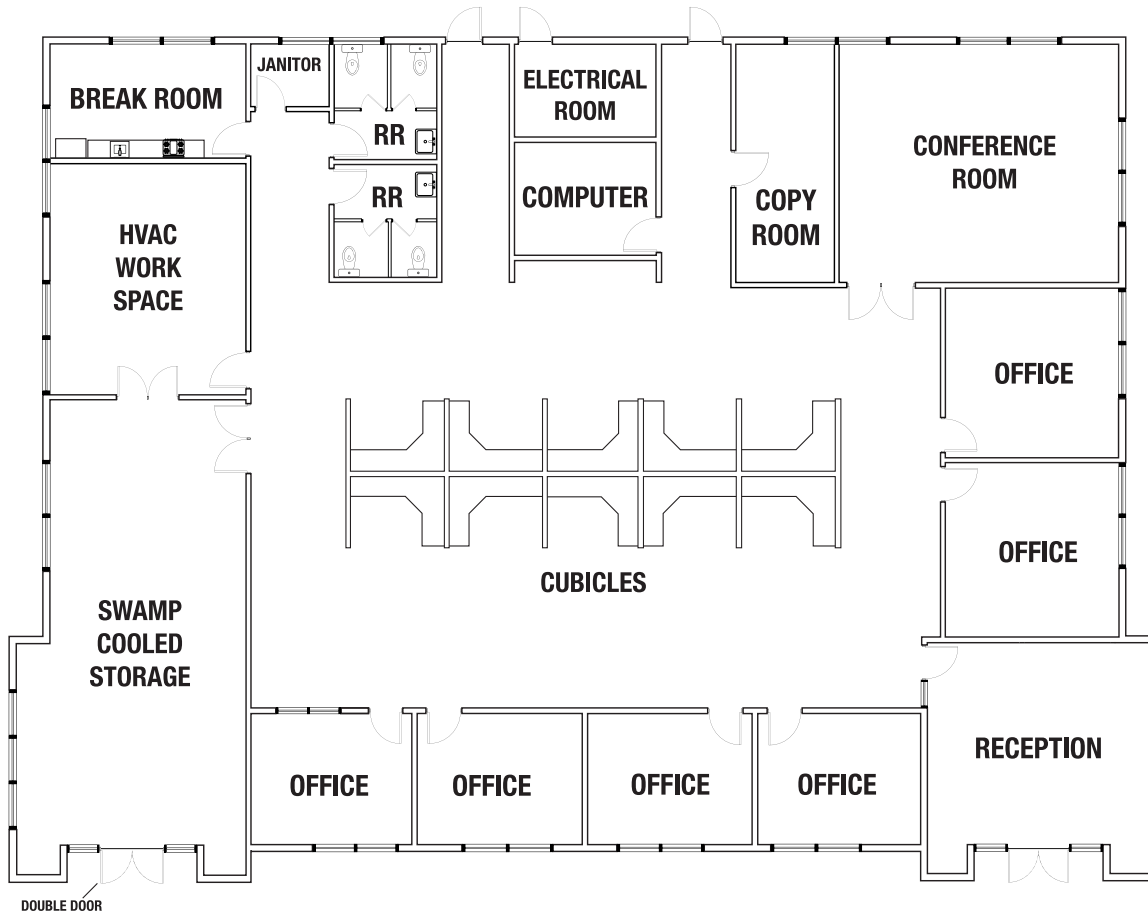 JANITOR
BREAK ROOM
RR
RR
ELECTRICAL
ROOM
COMPUTER
COPY
ROOM
CONFERENCE
ROOM
HVAC
WORK
SPACE
OFFICE
OFFICE
CUBICLES
SWAMP
COOLED
STORAGE
RECEPTION
OFFICE
OFFICE
OFFICE
OFFICE
DOUBLE DOOR